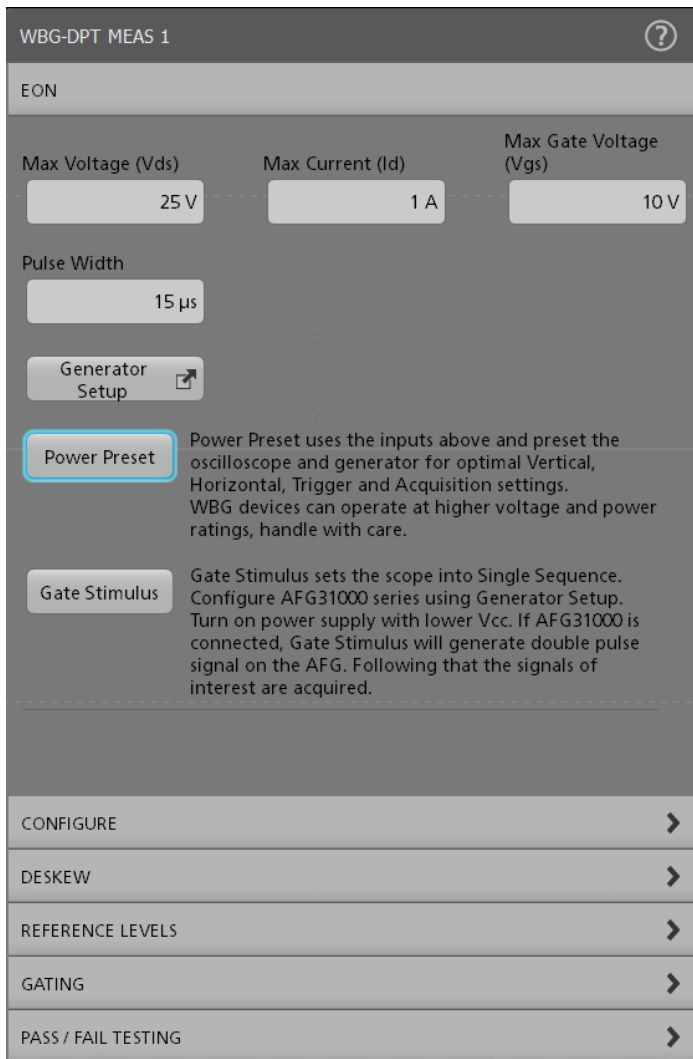 WBG-DPT MEAS 1
?
EON
Max Voltage (Vds)
Max Current (Id)
Max Gate Voltage
(Vgs)
25 V
1 A
10 V
Pulse Width
15 µs
Generator
Setup
Power Preset
Power Preset uses the inputs above and preset the
oscilloscope and generator for optimal Vertical,
Horizontal, Trigger and Acquisition settings.
WBG devices can operate at higher voltage and power
ratings, handle with care.
Gate Stimulus
Gate Stimulus sets the scope into Single Sequence.
Configure AFG31000 series using Generator Setup.
Turn on power supply with lower Vcc. If AFG31000 is
connected, Gate Stimulus will generate double pulse
signal on the AFG. Following that the signals of
interest are acquired.
CONFIGURE
DESKEW
REFERENCE LEVELS
GATING
PASS / FAIL TESTING